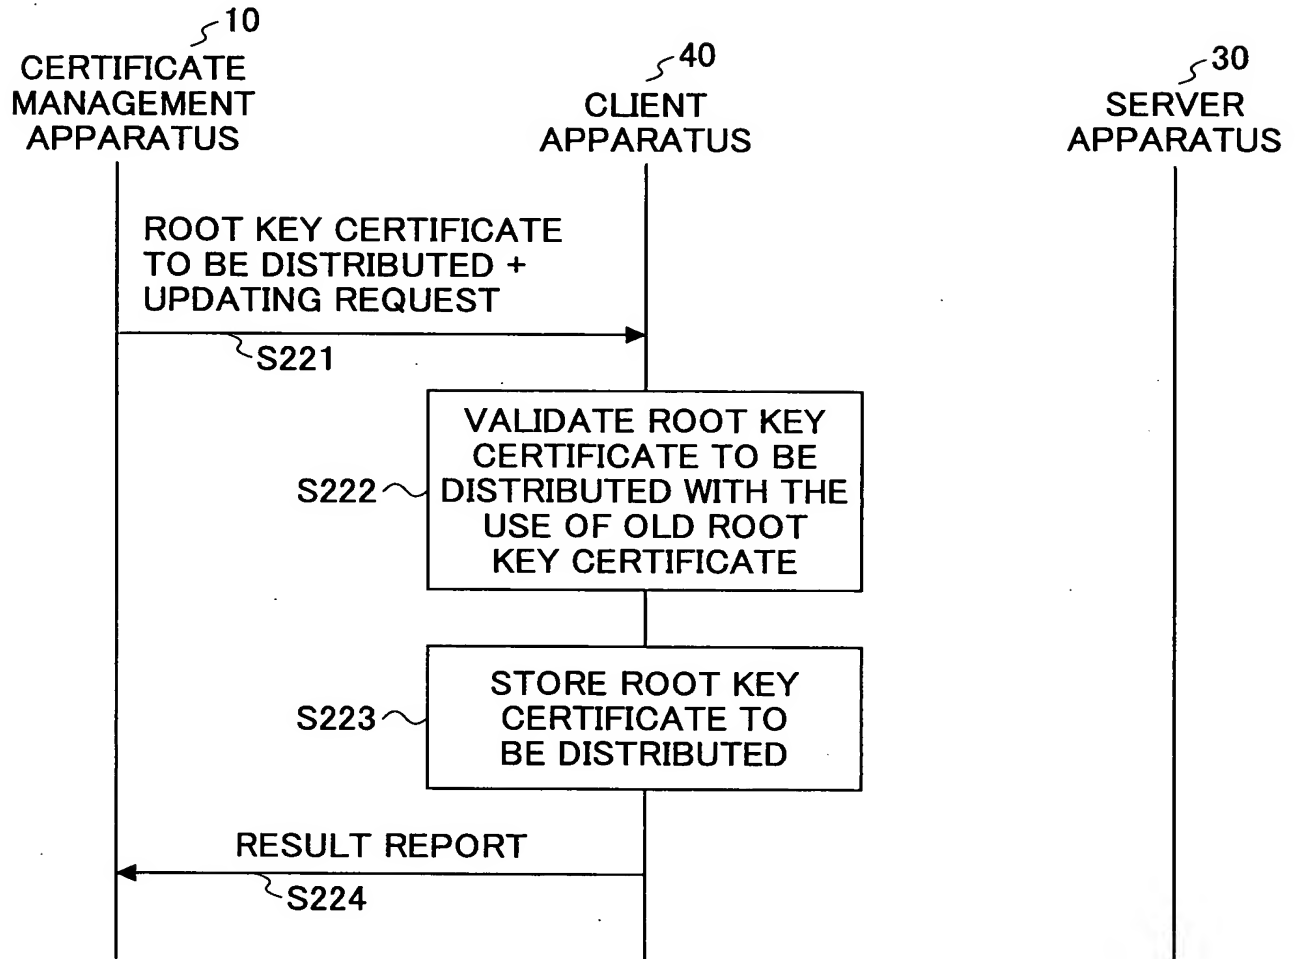 10
CERTIFICATE
MANAGEMENT
APPARATUS
40
CLIENT
APPARATUS
30
SERVER
APPARATUS
ROOT KEY CERTIFICATE
TO BE DISTRIBUTED +
UPDATING REQUEST
S221
S222
VALIDATE ROOT KEY
CERTIFICATE TO BE
DISTRIBUTED WITH THE
USE OF OLD ROOT
KEY CERTIFICATE
S223
STORE ROOT KEY
CERTIFICATE TO
BE DISTRIBUTED
RESULT REPORT
S224